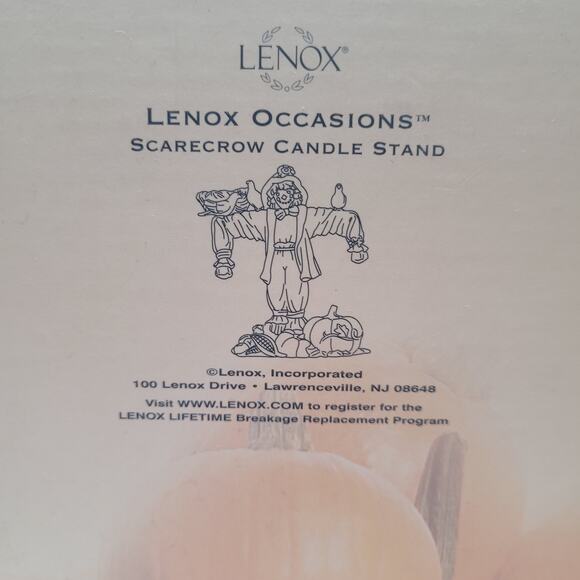 LENOX®
LENOX OCCASIONS™
SCARECROW CANDLE STAND
©Lenox, Incorporated
100 Lenox Drive • Lawrenceville, NJ 08648
Visit WWW.LENOX.COM to register for the
LENOX LIFETIME Breakage Replacement Program